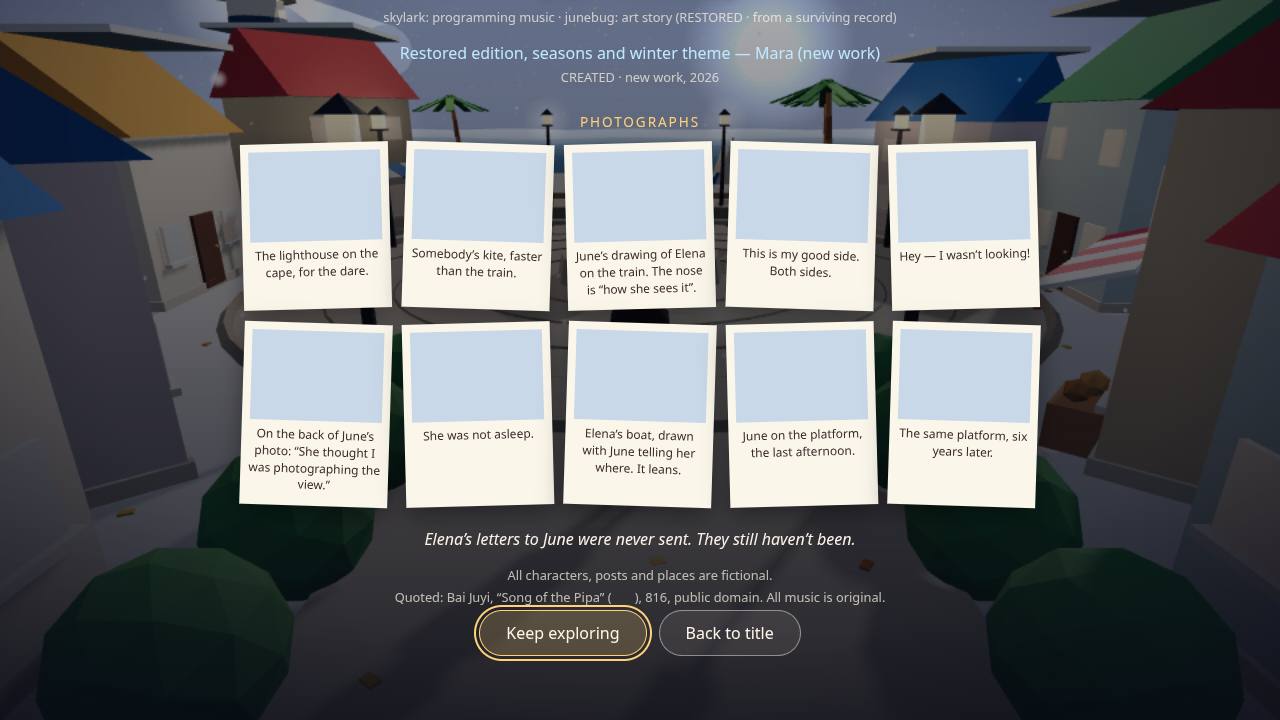 skylark: programming music · junebug: art story (RESTORED · from a surviving record)
Restored edition, seasons and winter theme — Mara (new work)
CREATED · new work, 2026
PHOTOGRAPHS
The lighthouse on the
cape, for the dare.
Somebody’s kite, faster
than the train.
June’s drawing of Elena
on the train. The nose
is “how she sees it”.
This is my good side.
Both sides.
Hey — I wasn’t looking!
On the back of June’s
photo: “She thought I
was photographing the
view.”
She was not asleep.
Elena’s boat, drawn
with June telling her
where. It leans.
June on the platform,
the last afternoon.
The same platform, six
years later.
Elena’s letters to June were never sent. They still haven’t been.
All characters, posts and places are fictional.
Quoted: Bai Juyi, “Song of the Pipa” (      ), 816, public domain. All music is original.
Keep exploring
Back to title